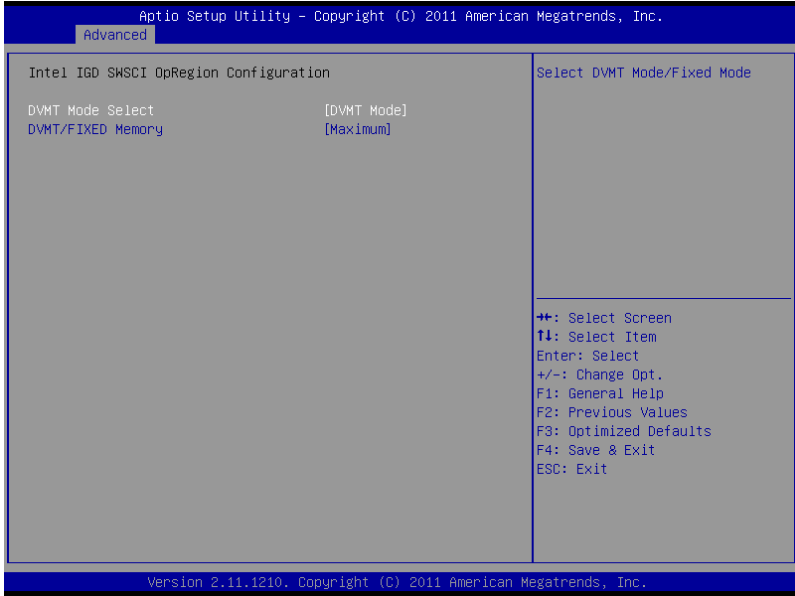 Aptio Setup Utility – Copyright (C) 2011 American Megatrends, Inc.
Advanced
Intel IGD SWSCI OpRegion Configuration
DVMT Mode Select [DVMT Mode]
DVMT/FIXED Memory [Maximum]
Select DVMT Mode/Fixed Mode
→←: Select Screen
↑↓: Select Item
Enter: Select
+/-: Change Opt.
F1: General Help
F2: Previous Values
F3: Optimized Defaults
F4: Save & Exit
ESC: Exit
Version 2.11.1210. Copyright (C) 2011 American Megatrends, Inc.